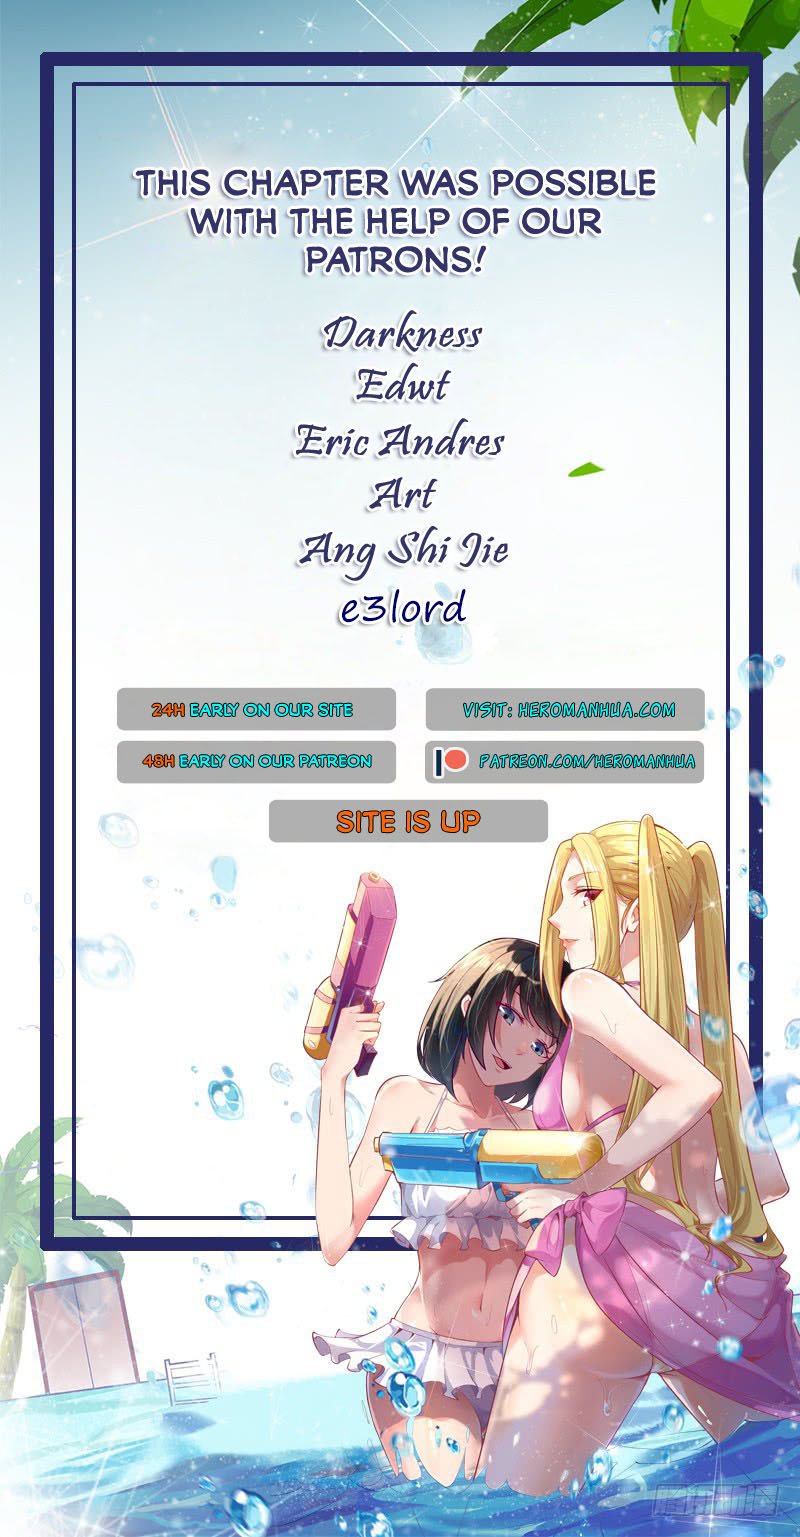 THIS CHAPTER WAS POSSIBLE
WITH THE HELP OF OUR
PATRONS!
Darkness
Edwt
Eric Andres
Art
Ang Shi Jie
e3lord
24H EARLY ON OUR SITE
VISIT: HEROMANHUA.COM
48H EARLY ON OUR PATREON
PATREON.COM/HEROMANHUA
SITE IS UP